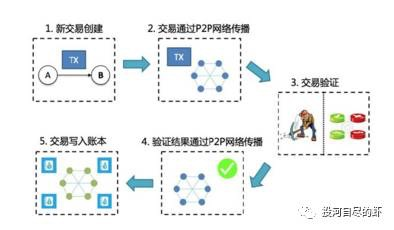 1. 新交易创建
TX
A
B
2. 交易通过P2P网络传播
TX
3. 交易验证
4. 验证结果通过P2P网络传播
5. 交易写入账本
投河自尽的虾